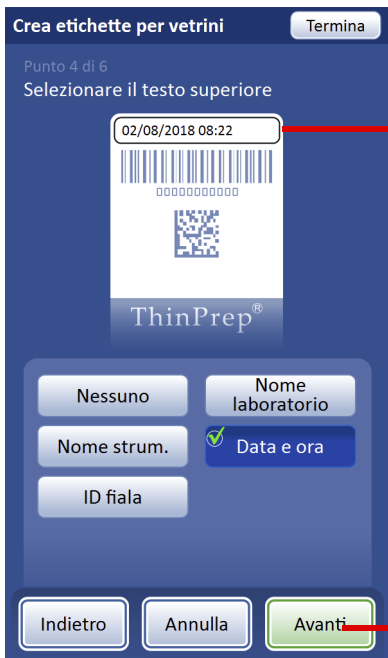 Crea etichette per vetrini
Termina
Punto 4 di 6
Selezionare il testo superiore
02/08/2018 08:22
00000000000
ThinPrep®
Nessuno
Nome laboratorio
Nome strum.
Data e ora
ID fiala
Indietro
Annulla
Avanti